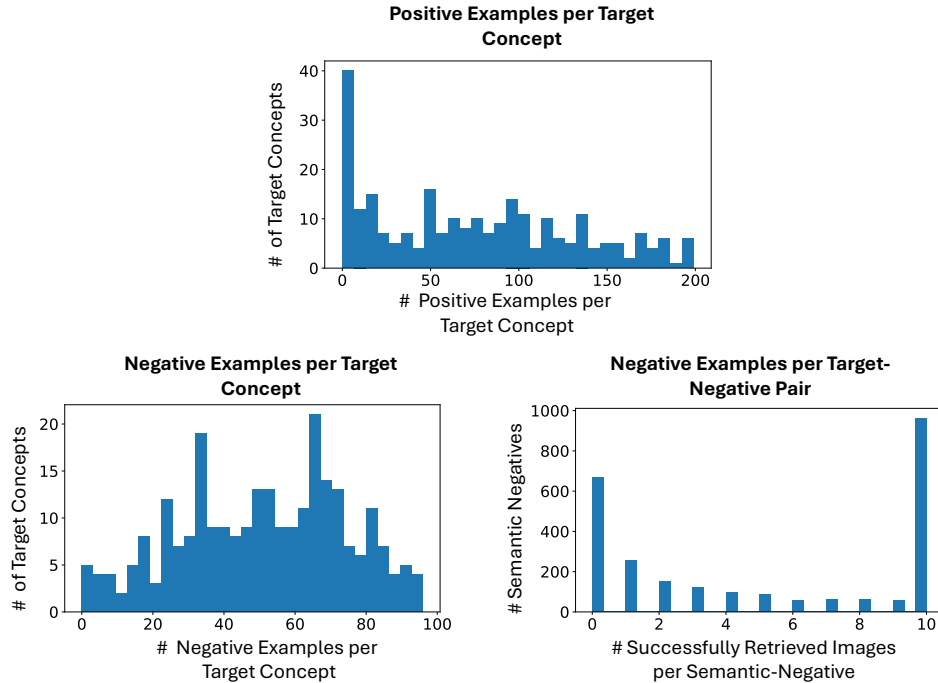 Positive Examples per Target
Concept
# of Target Concepts
40
30
20
10
0
0 50 100 150 200
# Positive Examples per
Target Concept
Negative Examples per Target
Concept
# of Target Concepts
20
15
10
5
0
0 20 40 60 80 100
# Negative Examples per
Target Concept
Negative Examples per Target-
Negative Pair
# Semantic Negatives
1000
800
600
400
200
0
0 2 4 6 8 10
# Successfully Retrieved Images
per Semantic-Negative